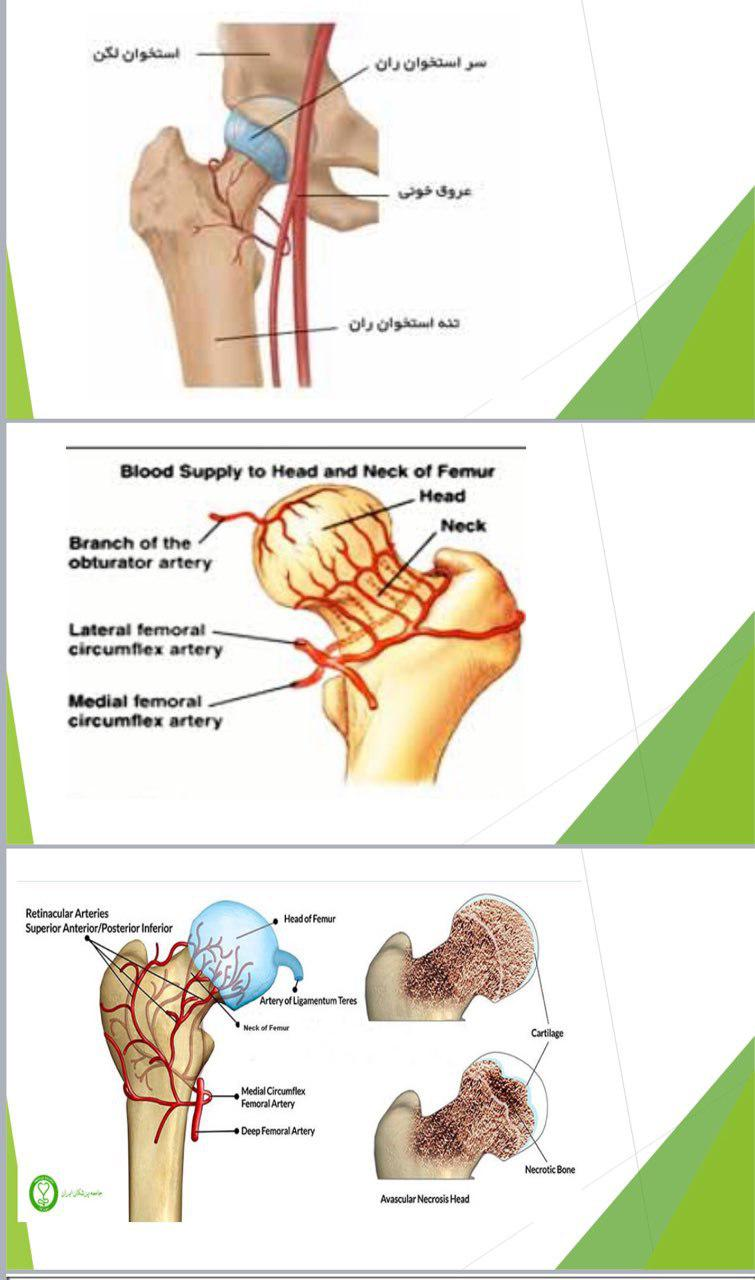 استخوان لگن
سر استخوان ران
عروق خونی
تنه استخوان ران
Blood Supply to Head and Neck of Femur
Head
Neck
Branch of the
obturator artery
Lateral femoral
circumflex artery
Medial femoral
circumflex artery
Retinacular Arteries
Superior Anterior/Posterior Inferior
Head of Femur
Artery of Ligamentum Teres
Neck of Femur
Medial Circumflex
Femoral Artery
Deep Femoral Artery
Cartilage
Necrotic Bone
Avascular Necrosis Head
جامعه پزشکان ایران